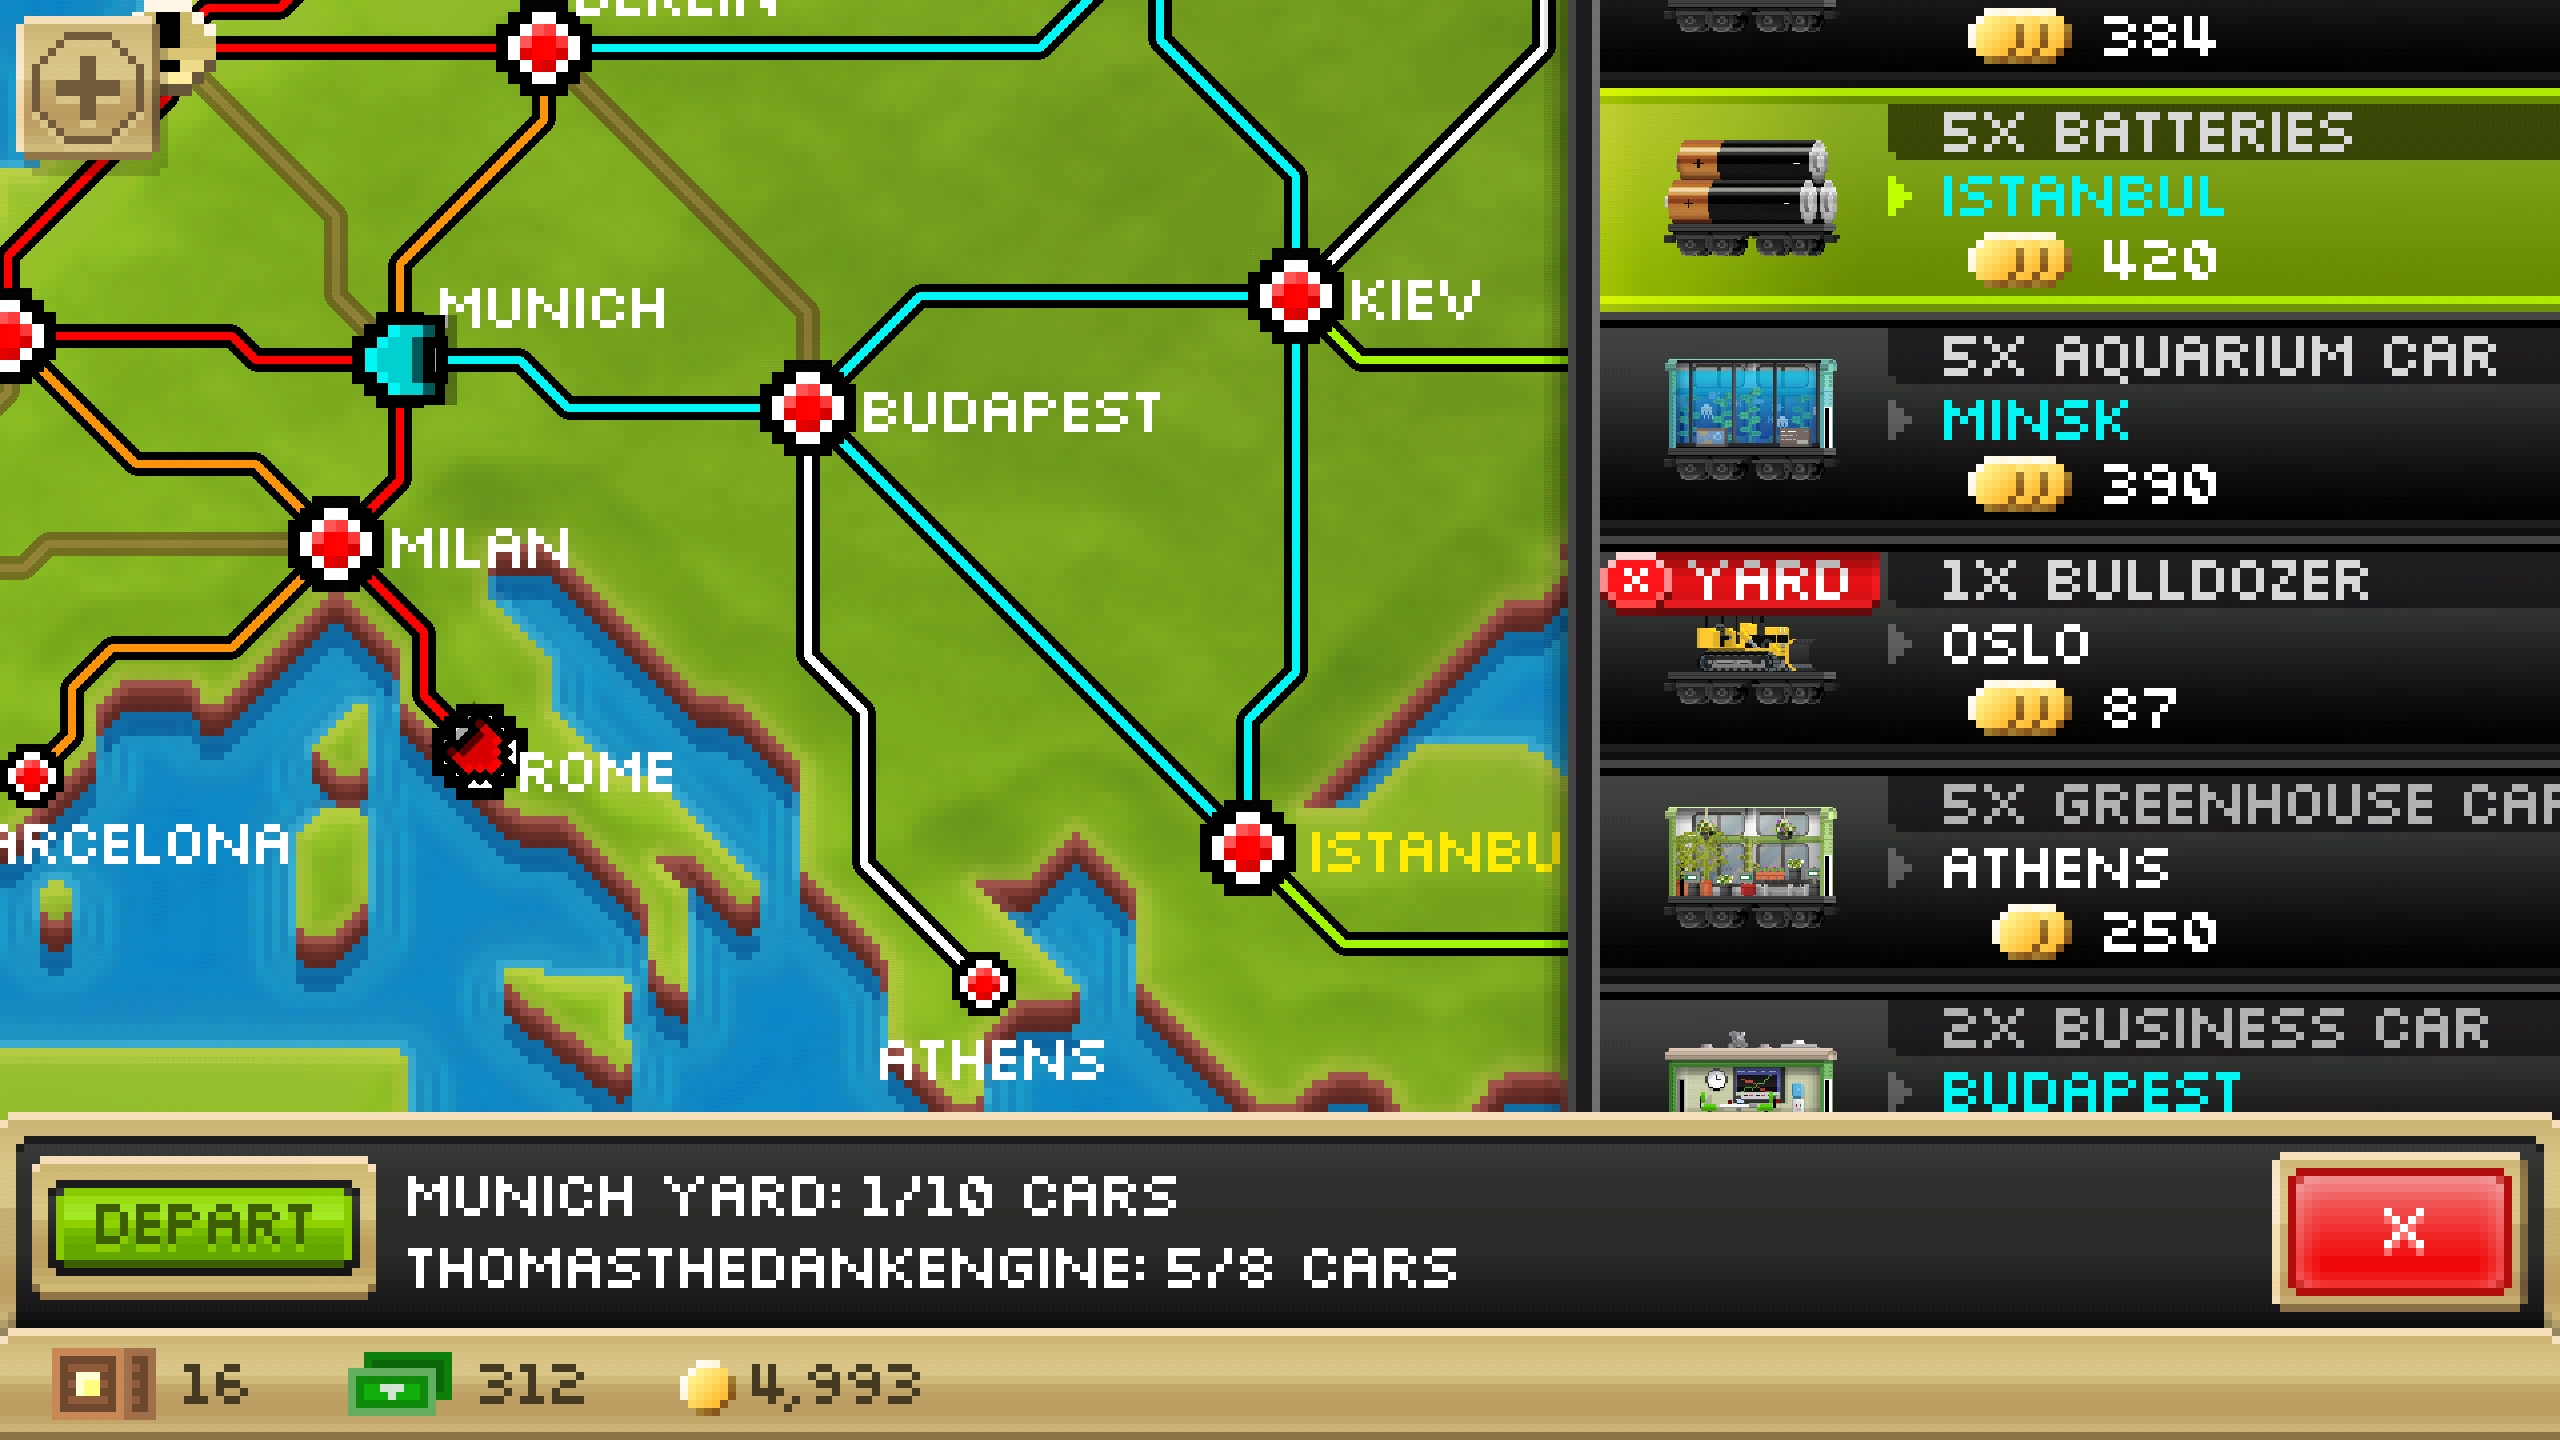 BERLIN
MUNICH
KIEV
BUDAPEST
MILAN
ROME
ARCELONA
ISTANBU
ATHENS
384
5X BATTERIES
ISTANBUL
420
5X AQUARIUM CAR
MINSK
390
X YARD
1X BULLDOZER
OSLO
87
5X GREENHOUSE CAR
ATHENS
250
2X BUSINESS CAR
BUDAPEST
DEPART
MUNICH YARD: 1/10 CARS
THOMASTHEDANKENGINE: 5/8 CARS
X
16
312
4,993